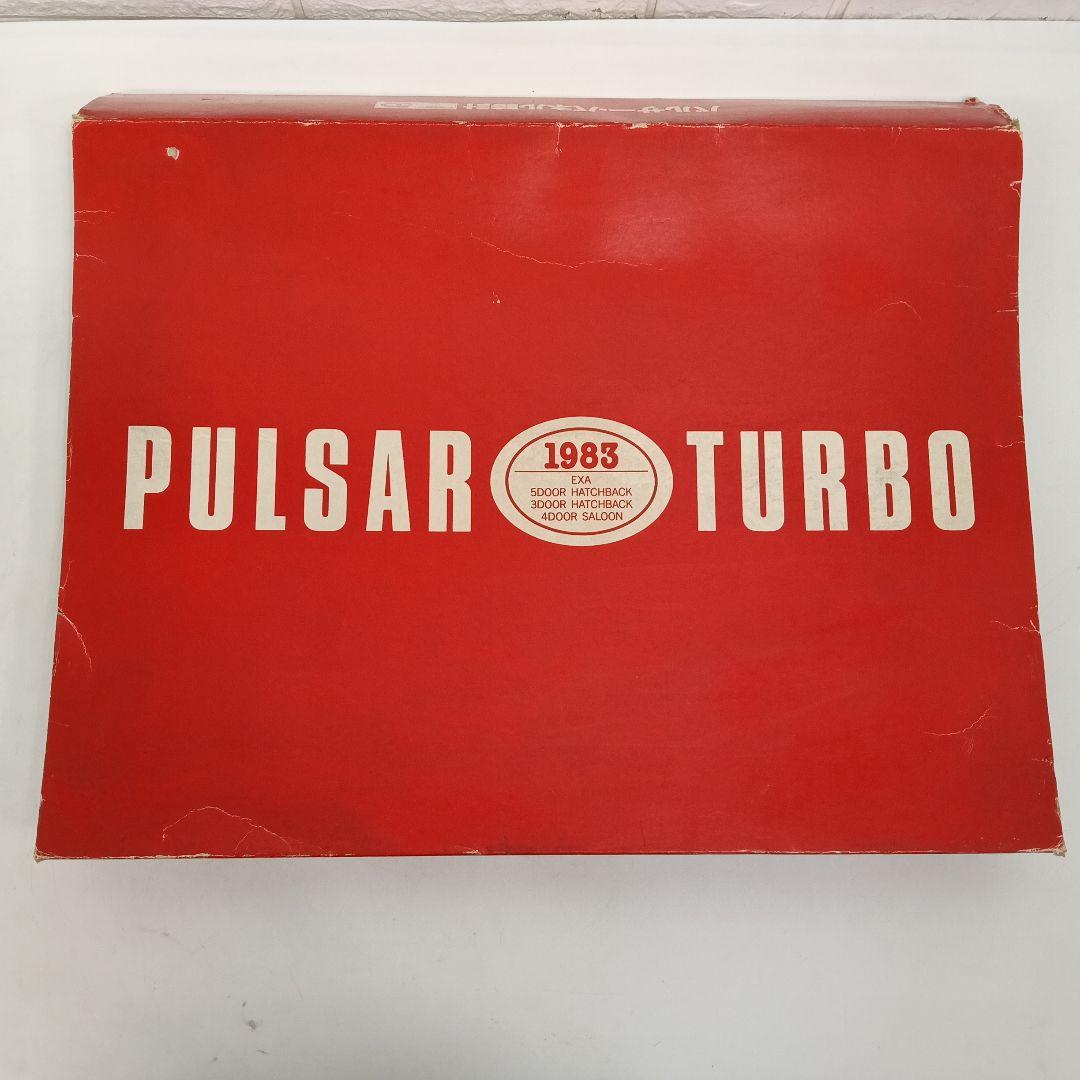 PULSAR TURBO
1983
EXA
5DOOR HATCHBACK
3DOOR HATCHBACK
4DOOR SALOON